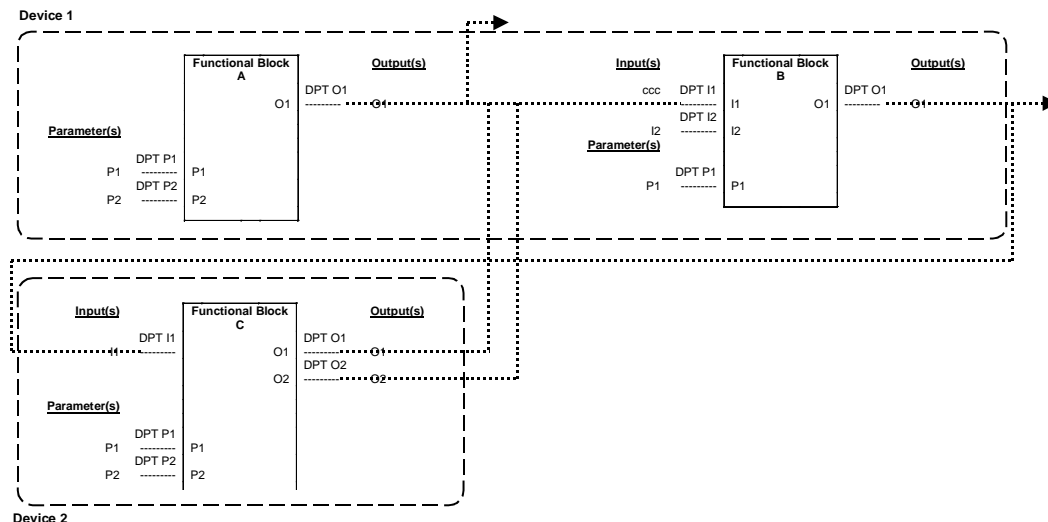 Device 1
Functional Block
A
Output(s)
DPT O1
O1 --------- O1
Parameter(s)
DPT P1
P1 --------- P1
DPT P2
P2 --------- P2
Input(s)
Functional Block
B
Output(s)
ccc DPT I1 DPT O1
--------- I1 O1 --------- O1
DPT I2
I2 --------- I2
Parameter(s)
DPT P1
P1 --------- P1
Input(s)
Functional Block
C
Output(s)
DPT I1 DPT O1
I1 --------- O1 --------- O1
DPT O2
O2 --------- O2
Parameter(s)
DPT P1
P1 --------- P1
DPT P2
P2 --------- P2
Device 2